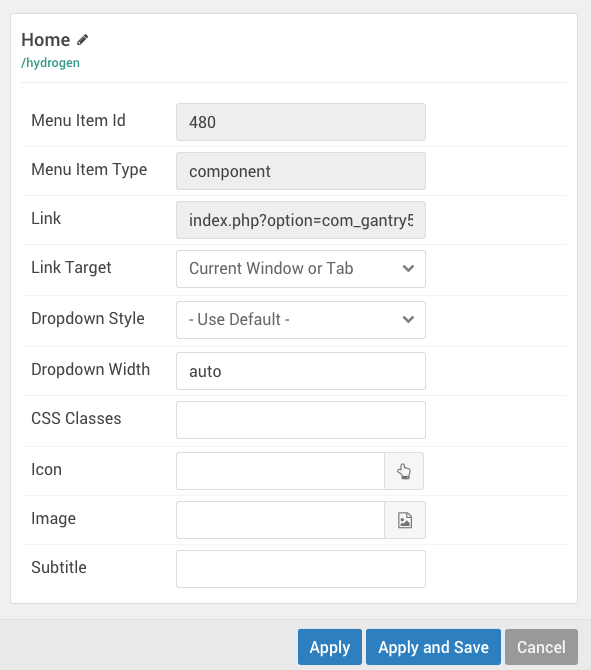 Home
/hydrogen
Menu Item Id 480
Menu Item Type component
Link index.php?option=com_gantry5
Link Target Current Window or Tab
Dropdown Style - Use Default -
Dropdown Width auto
CSS Classes
Icon
Image
Subtitle
Apply Apply and Save Cancel